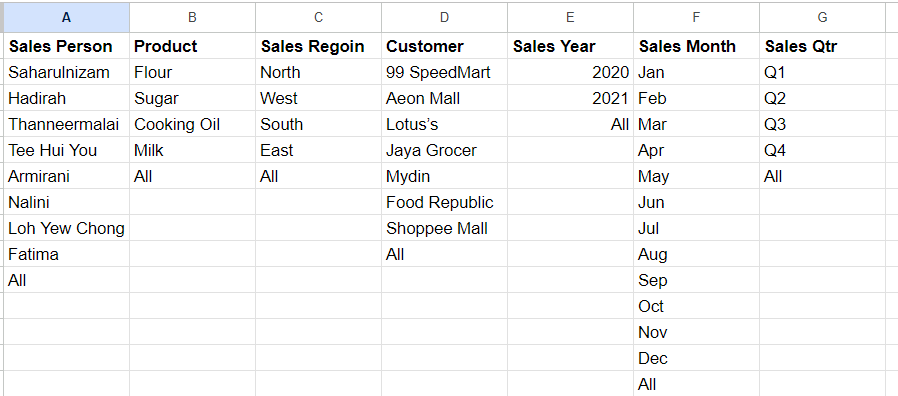 A B C D E F G
Sales Person Product Sales Regoin Customer Sales Year Sales Month Sales Qtr
Saharulnizam Flour North 99 SpeedMart 2020 Jan Q1
Hadirah Sugar West Aeon Mall 2021 Feb Q2
Thanneermalai Cooking Oil South Lotus’s All Mar Q3
Tee Hui You Milk East Jaya Grocer Apr Q4
Armirani All All Mydin May All
Nalini Food Republic Jun
Loh Yew Chong Shoppee Mall Jul
Fatima All Aug
All Sep
Oct
Nov
Dec
All